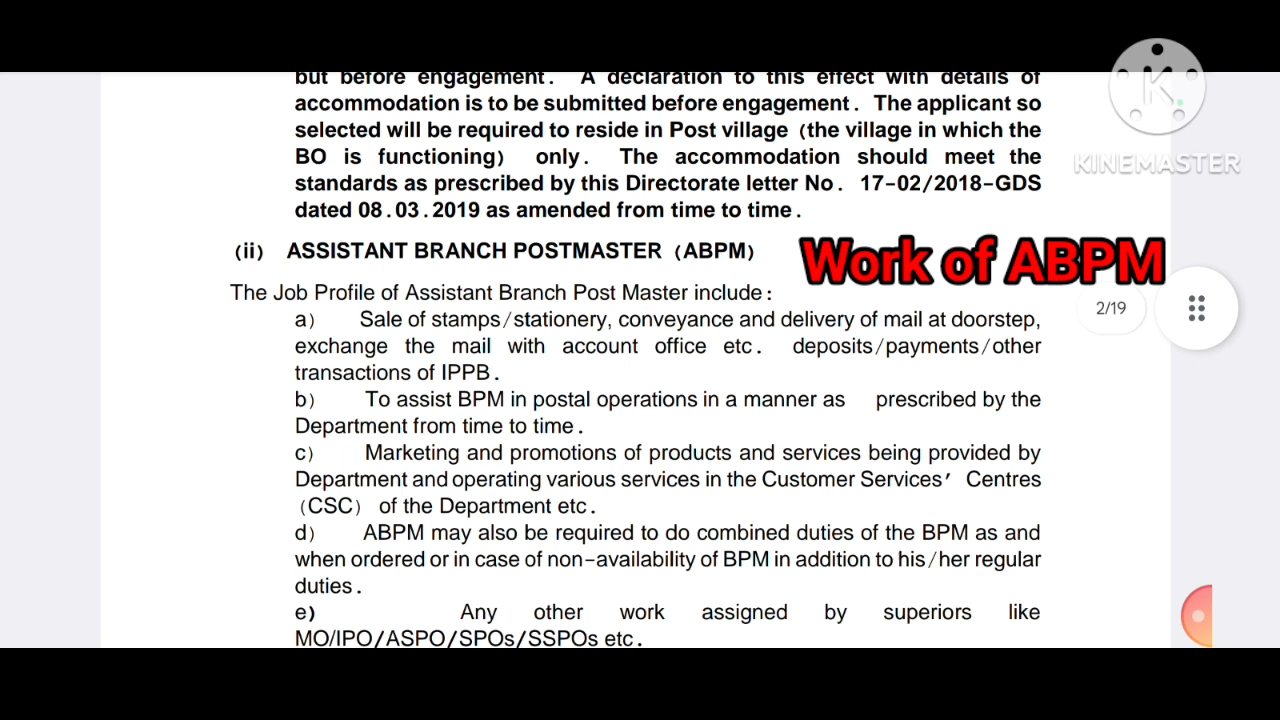 but before engagement. A declaration to this effect with details of
accommodation is to be submitted before engagement. The applicant so
selected will be required to reside in Post village (the village in which the
BO is functioning) only. The accommodation should meet the
standards as prescribed by this Directorate letter No. 17-02/2018-GDS
dated 08.03.2019 as amended from time to time.
KINEMASTER
(ii) ASSISTANT BRANCH POSTMASTER (ABPM)
Work of ABPM
The Job Profile of Assistant Branch Post Master include:
2/19
a) Sale of stamps/stationery, conveyance and delivery of mail at doorstep,
exchange the mail with account office etc. deposits/payments/other
transactions of IPPB.
b) To assist BPM in postal operations in a manner as prescribed by the
Department from time to time.
c) Marketing and promotions of products and services being provided by
Department and operating various services in the Customer Services' Centres
(CSC) of the Department etc.
d) ABPM may also be required to do combined duties of the BPM as and
when ordered or in case of non-availability of BPM in addition to his/her regular
duties.
e) Any other work assigned by superiors like
MO/IPO/ASPO/SPOs/SSPOs etc.